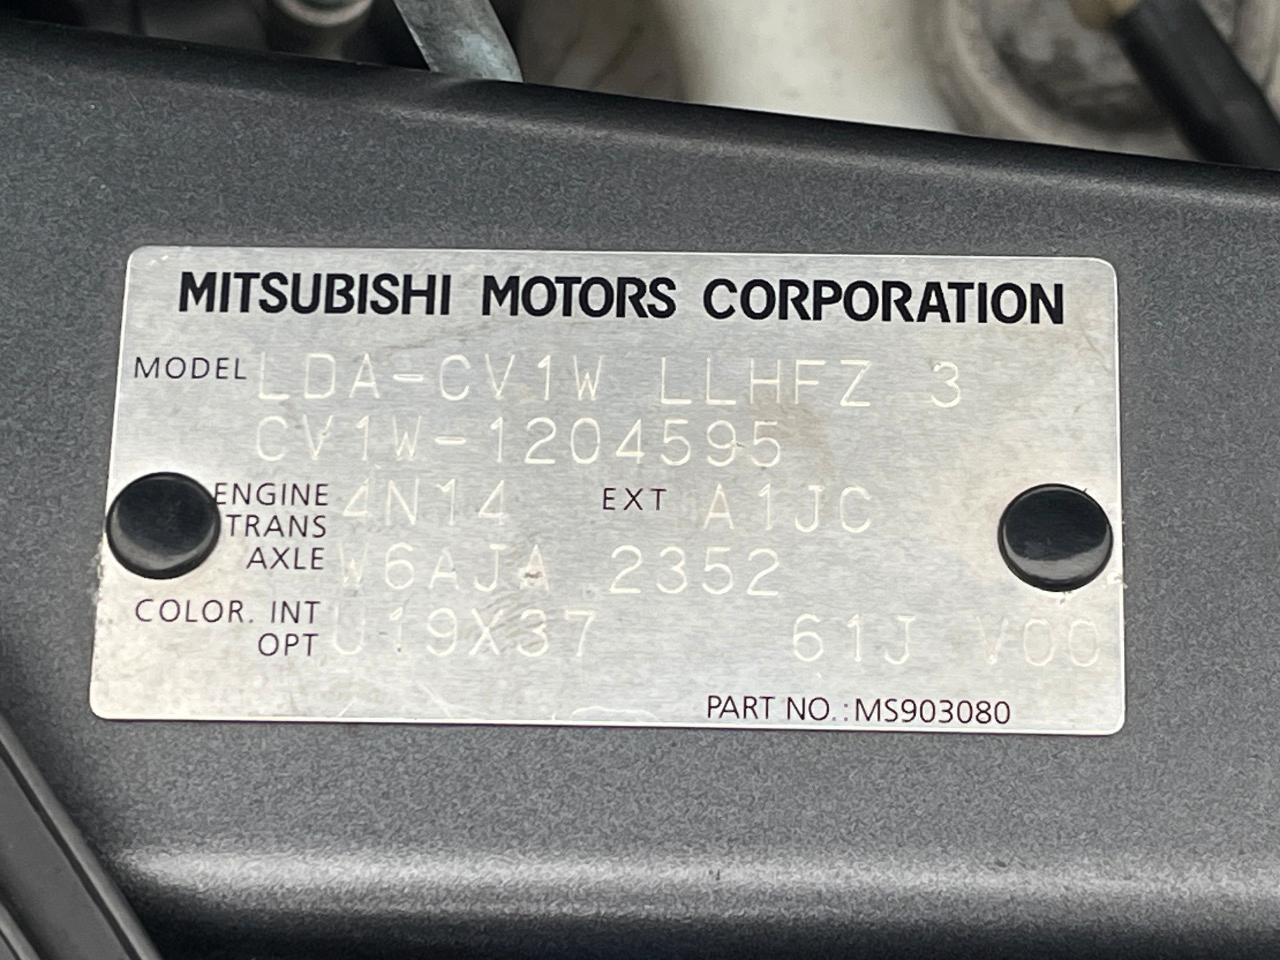 MITSUBISHI MOTORS CORPORATION
MODEL LDA-CV1W LLHFZ 3
CV1W-1204595
ENGINE 4N14 EXT A1JC
TRANS
AXLE W6AJA 2352
COLOR. INT U19X37 61J V00
OPT
PART NO.:MS903080